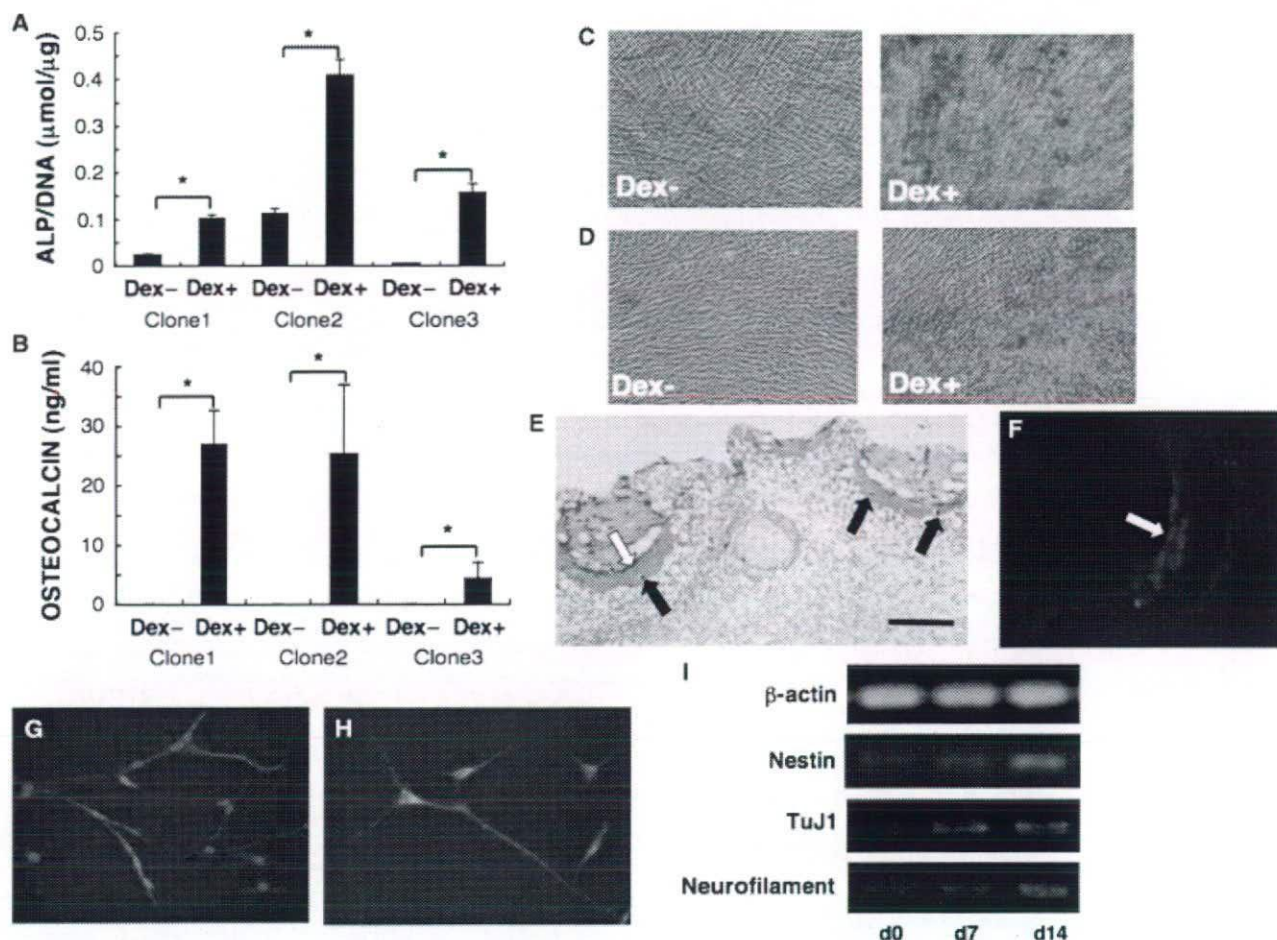 A
ALP/DNA (μmol/μg)
0.5
0.4
0.3
0.2
0.1
0
*
*
*
Dex− Dex+ Dex− Dex+ Dex− Dex+
Clone1 Clone2 Clone3
B
OSTEOCALCIN (ng/ml)
40
30
20
10
0
*
*
*
Dex− Dex+ Dex− Dex+ Dex− Dex+
Clone1 Clone2 Clone3
C
Dex-
Dex+
D
Dex-
Dex+
E
F
G
H
I
β-actin
Nestin
TuJ1
Neurofilament
d0 d7 d14